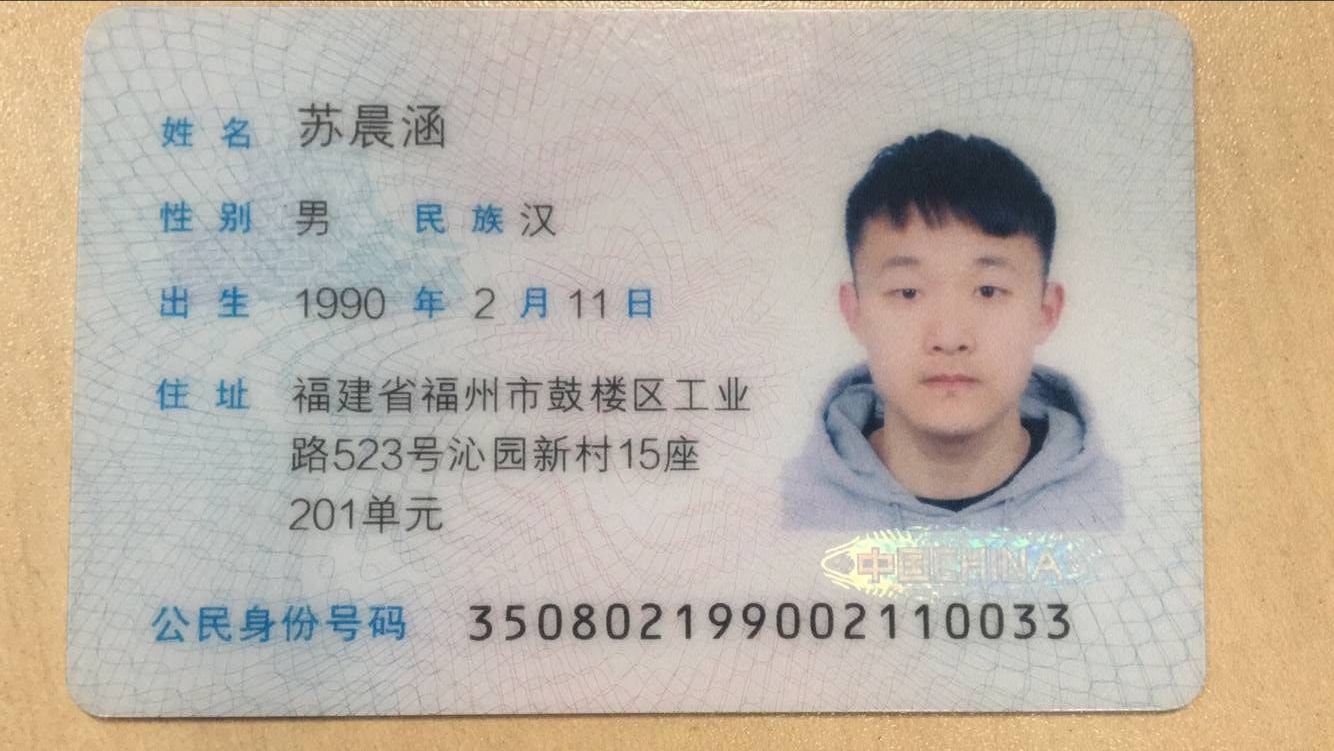 姓名 苏晨涵
性别 男 民族 汉
出生 1990 年 2 月 11 日
住址 福建省福州市鼓楼区工业
路523号沁园新村15座
201单元
中国CHINA
公民身份号码 350802199002110033